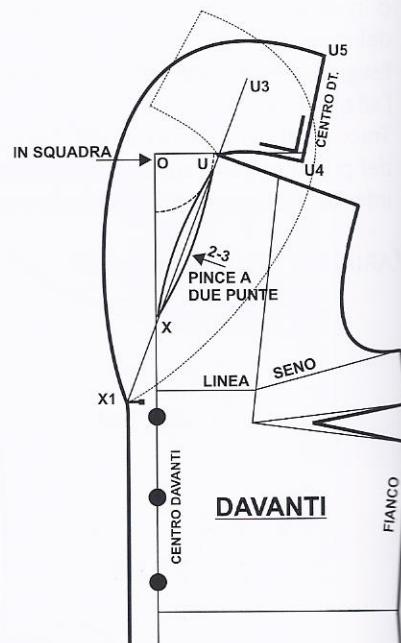 U5
U3
CENTRO DT.
IN SQUADRA
O
U
U4
2-3
PINCE A
DUE PUNTE
X
SENO
LINEA
X1
CENTRO DAVANTI
DAVANTI
FIANCO